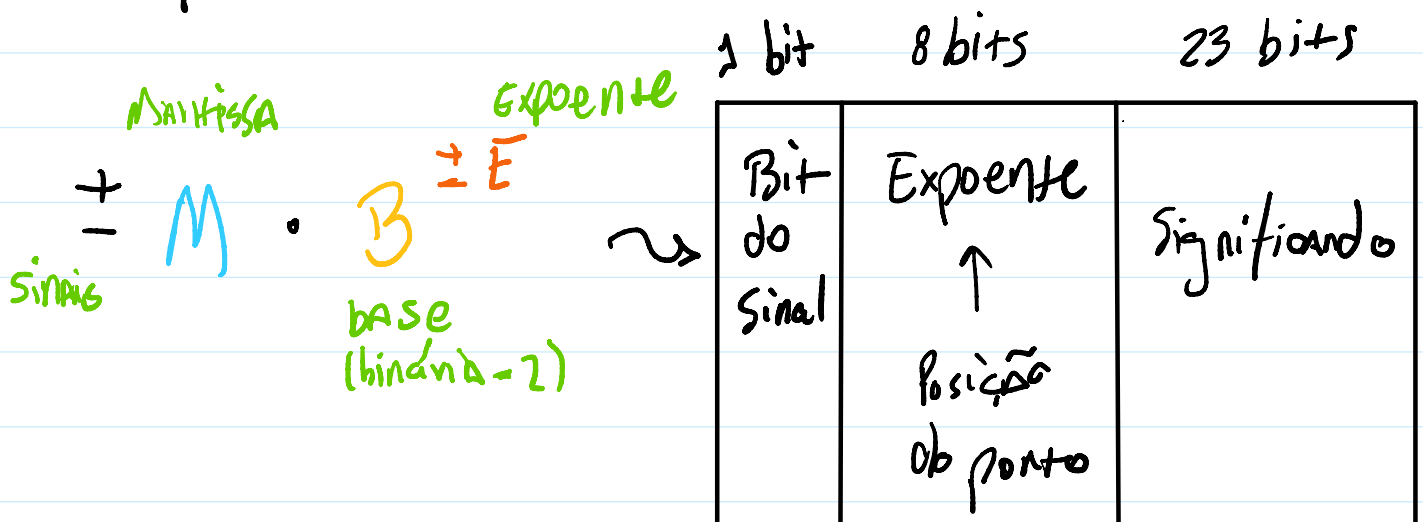 Mantissa
Expoente
± M · B ± E
sinais
base
(binária - 2)
1 bit
8 bits
23 bits
Bit
do
sinal
Expoente
↑
Posição
do ponto
Significando